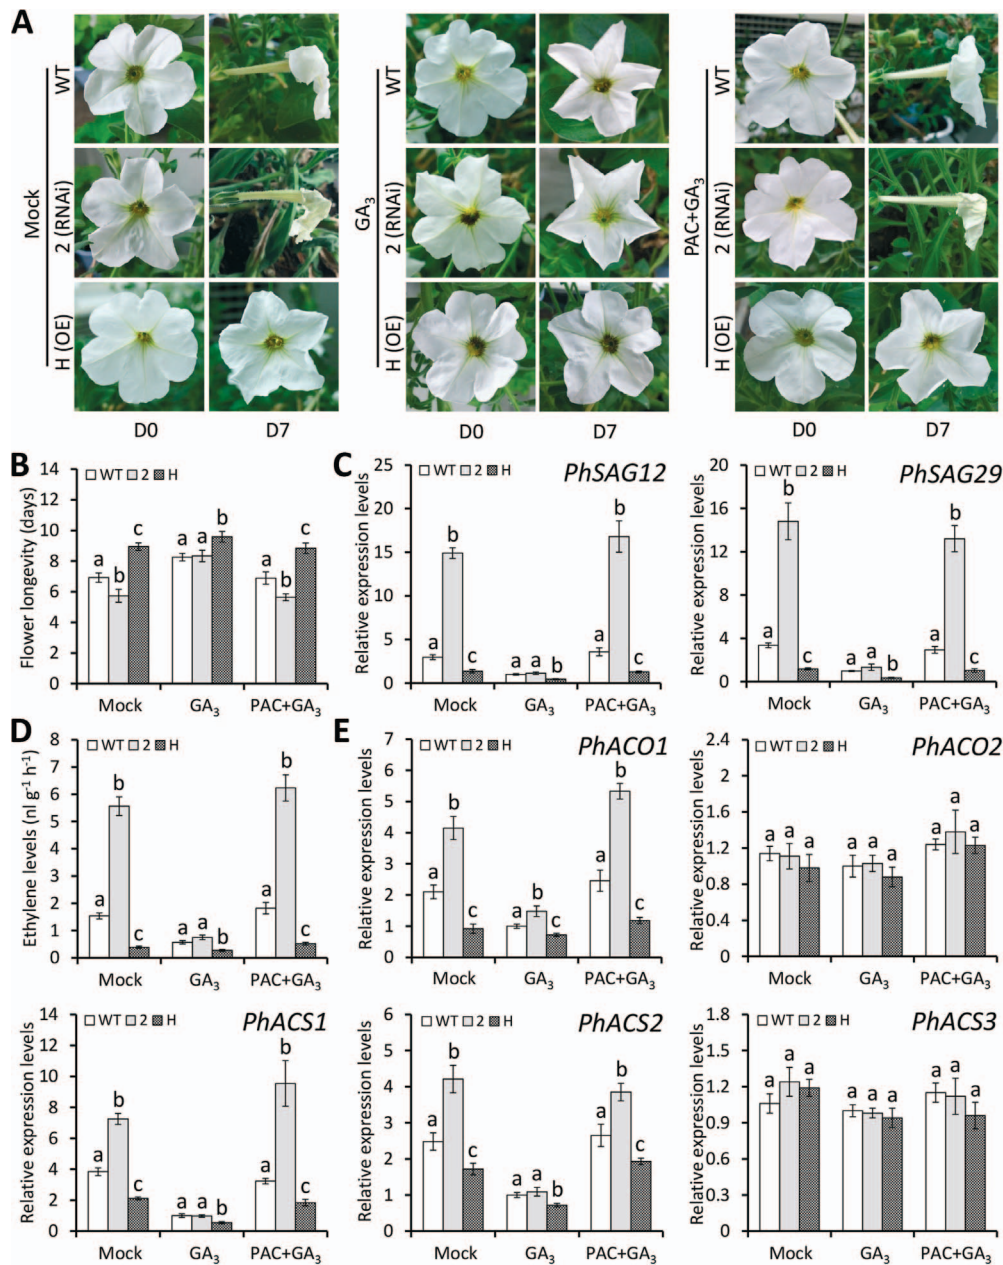 A
Mock
WT
2 (RNAi)
H (OE)
D0
D7
GA3
WT
2 (RNAi)
H (OE)
D0
D7
PAC+GA3
WT
2 (RNAi)
H (OE)
D0
D7
B
Flower longevity (days)
14
12
10
8
6
4
2
0
WT 2 H
a b c
a a b
a b c
Mock GA3 PAC+GA3
C
Relative expression levels
25
20
15
10
5
0
WT 2 H
PhSAG12
a b c
a a b
a b c
Mock GA3 PAC+GA3
Relative expression levels
20
16
12
8
4
0
WT 2 H
PhSAG29
a b c
a a b
a b c
Mock GA3 PAC+GA3
D
Ethylene levels (nl g-1 h-1)
8
7
6
5
4
3
2
1
0
WT 2 H
a b c
a a b
a b c
Mock GA3 PAC+GA3
E
Relative expression levels
7
6
5
4
3
2
1
0
WT 2 H
PhACO1
a b c
a b c
a b c
Mock GA3 PAC+GA3
Relative expression levels
2.4
2
1.6
1.2
0.8
0.4
0
WT 2 H
PhACO2
a a a
a a a
a a a
Mock GA3 PAC+GA3
Relative expression levels
14
12
10
8
6
4
2
0
WT 2 H
PhACS1
a b c
a a b
a b c
Mock GA3 PAC+GA3
Relative expression levels
6
5
4
3
2
1
0
WT 2 H
PhACS2
a b c
a a b
a b c
Mock GA3 PAC+GA3
Relative expression levels
1.8
1.5
1.2
0.9
0.6
0.3
0
WT 2 H
PhACS3
a a a
a a a
a a a
Mock GA3 PAC+GA3